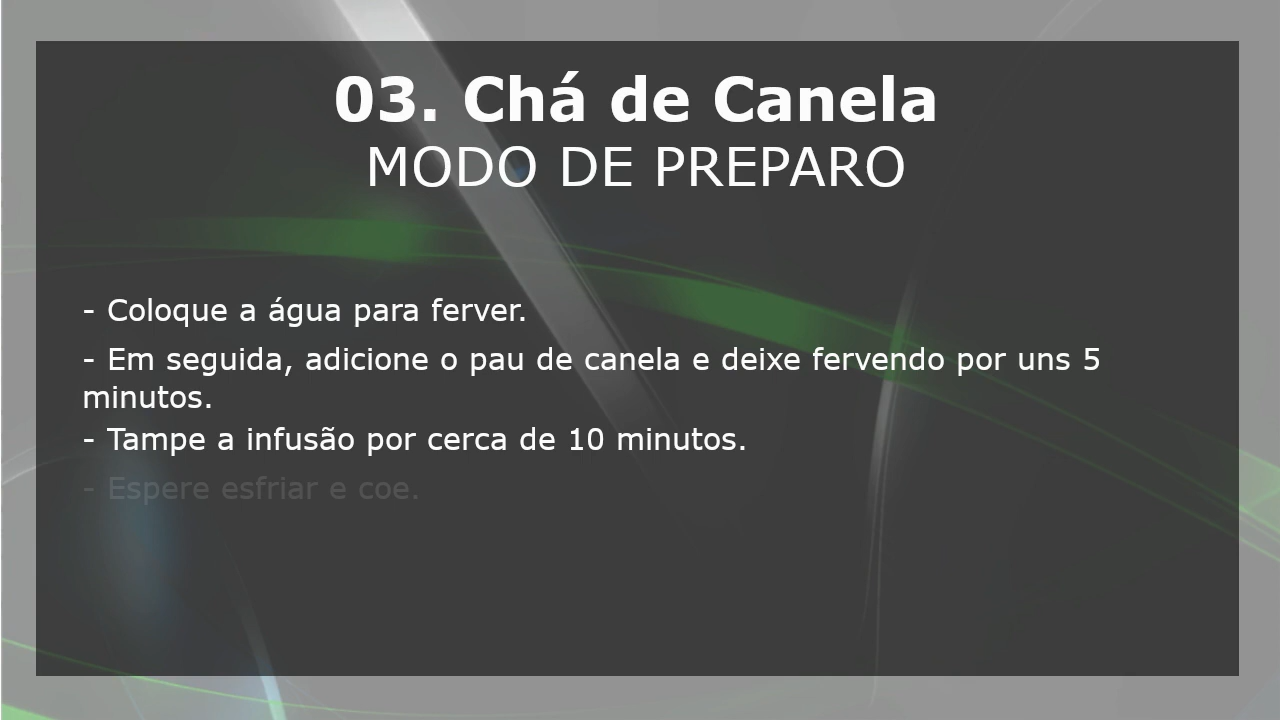 03. Chá de Canela
MODO DE PREPARO
- Coloque a água para ferver.
- Em seguida, adicione o pau de canela e deixe fervendo por uns 5
minutos.
- Tampe a infusão por cerca de 10 minutos.
- Espere esfriar e coe.